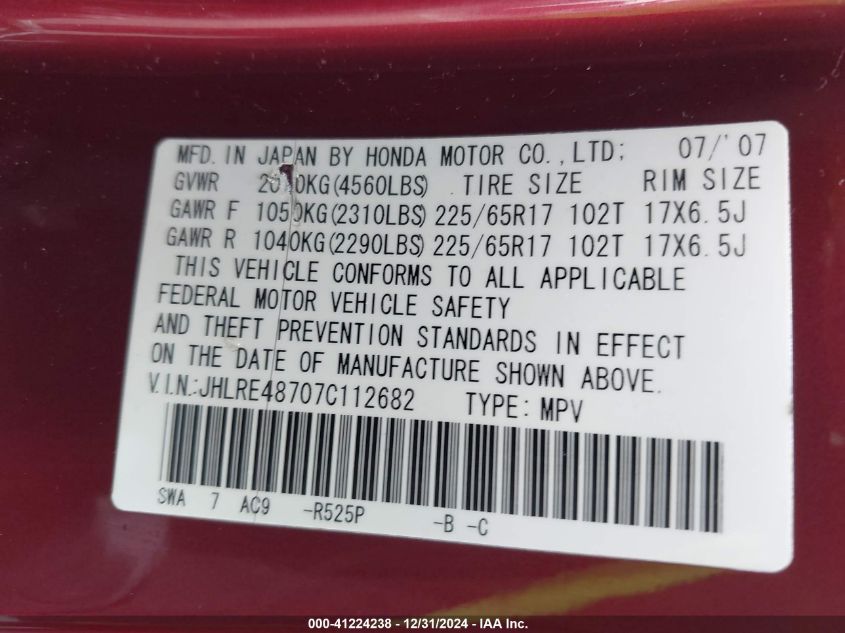 MFD. IN JAPAN BY HONDA MOTOR CO., LTD; 07/'07
GVWR (4560LBS) TIRE SIZE RIM SIZE
GAWR F 1050KG(2310LBS) 225/65R17 102T 17X6.5J
GAWR R 1040KG(2290LBS) 225/65R17 102T 17X6.5J
THIS VEHICLE CONFORMS TO ALL APPLICABLE
FEDERAL MOTOR VEHICLE SAFETY
AND THEFT PREVENTION STANDARDS IN EFFECT
ON THE DATE OF MANUFACTURE SHOWN ABOVE.
V.I.N.:JHLRE48707C112682 TYPE: MPV
SWA 7 AC9 -R525P -B -C
000-41224238 - 12/31/2024 - IAA Inc.